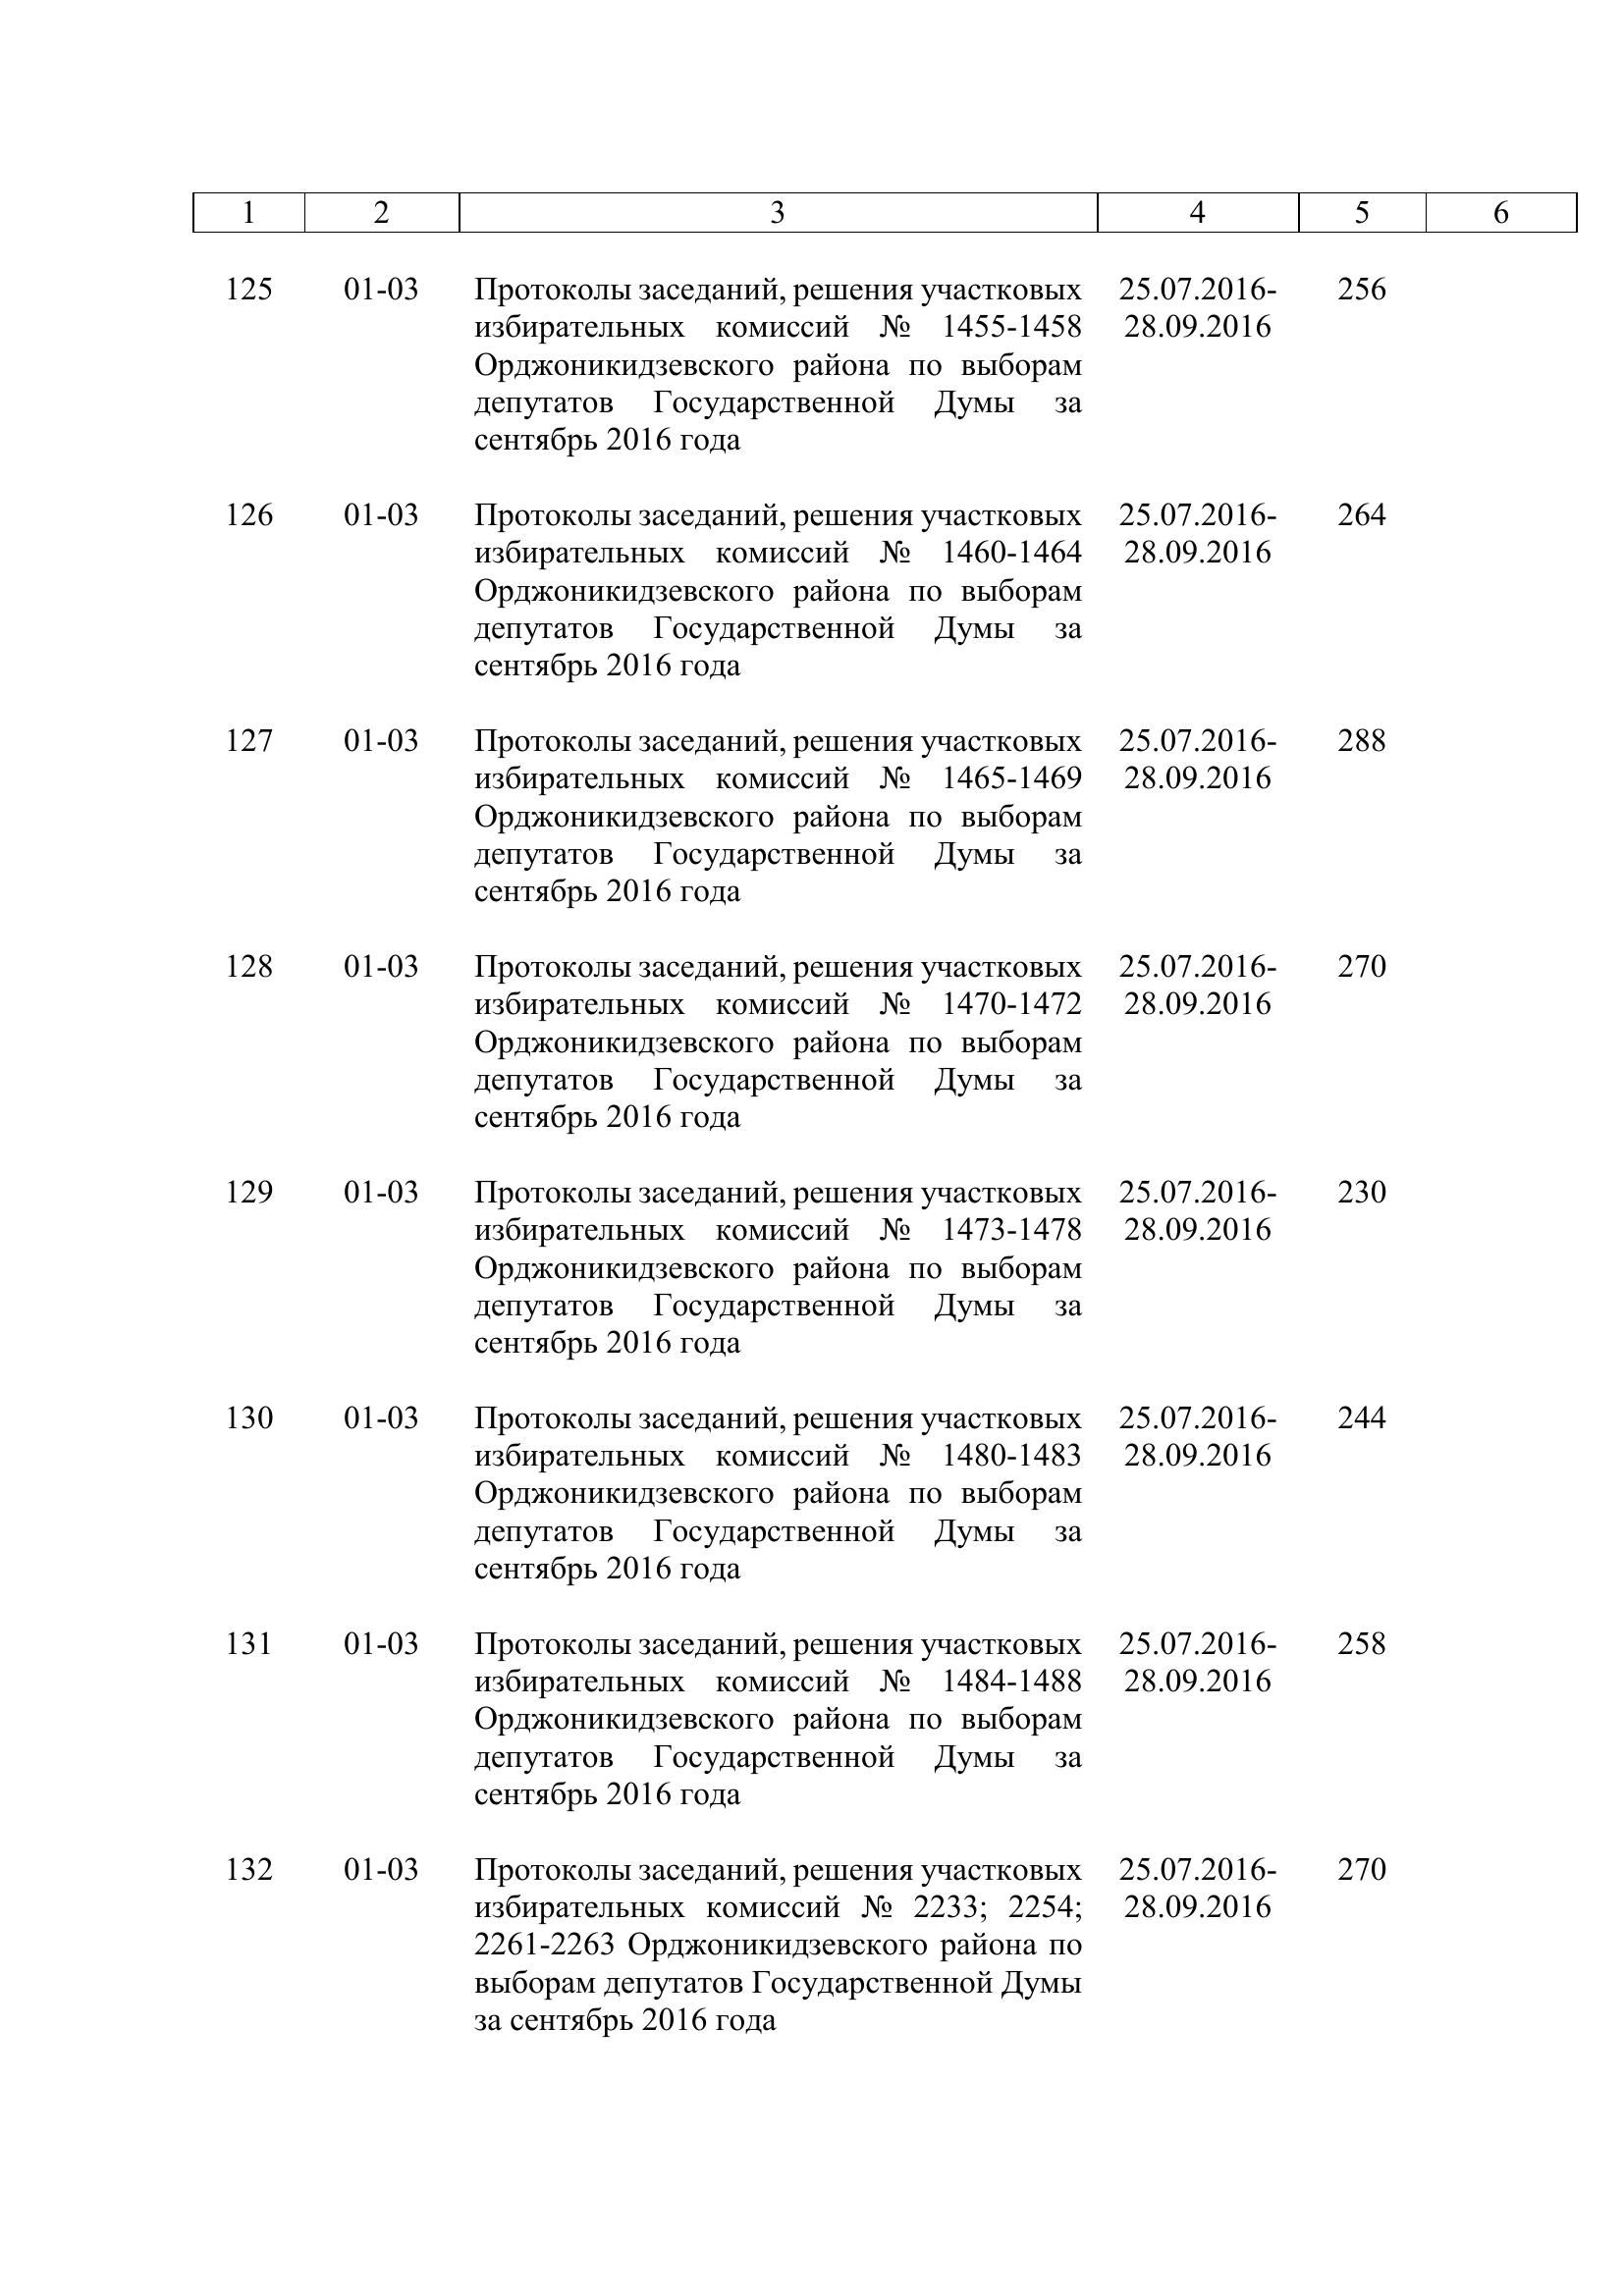 1 2 3 4 5 6
125 01-03 Протоколы заседаний, решения участковых 25.07.2016- 256
избирательных комиссий № 1455-1458 28.09.2016
Орджоникидзевского района по выборам
депутатов Государственной Думы за
сентябрь 2016 года
126 01-03 Протоколы заседаний, решения участковых 25.07.2016- 264
избирательных комиссий № 1460-1464 28.09.2016
Орджоникидзевского района по выборам
депутатов Государственной Думы за
сентябрь 2016 года
127 01-03 Протоколы заседаний, решения участковых 25.07.2016- 288
избирательных комиссий № 1465-1469 28.09.2016
Орджоникидзевского района по выборам
депутатов Государственной Думы за
сентябрь 2016 года
128 01-03 Протоколы заседаний, решения участковых 25.07.2016- 270
избирательных комиссий № 1470-1472 28.09.2016
Орджоникидзевского района по выборам
депутатов Государственной Думы за
сентябрь 2016 года
129 01-03 Протоколы заседаний, решения участковых 25.07.2016- 230
избирательных комиссий № 1473-1478 28.09.2016
Орджоникидзевского района по выборам
депутатов Государственной Думы за
сентябрь 2016 года
130 01-03 Протоколы заседаний, решения участковых 25.07.2016- 244
избирательных комиссий № 1480-1483 28.09.2016
Орджоникидзевского района по выборам
депутатов Государственной Думы за
сентябрь 2016 года
131 01-03 Протоколы заседаний, решения участковых 25.07.2016- 258
избирательных комиссий № 1484-1488 28.09.2016
Орджоникидзевского района по выборам
депутатов Государственной Думы за
сентябрь 2016 года
132 01-03 Протоколы заседаний, решения участковых 25.07.2016- 270
избирательных комиссий № 2233; 2254; 28.09.2016
2261-2263 Орджоникидзевского района по
выборам депутатов Государственной Думы
за сентябрь 2016 года